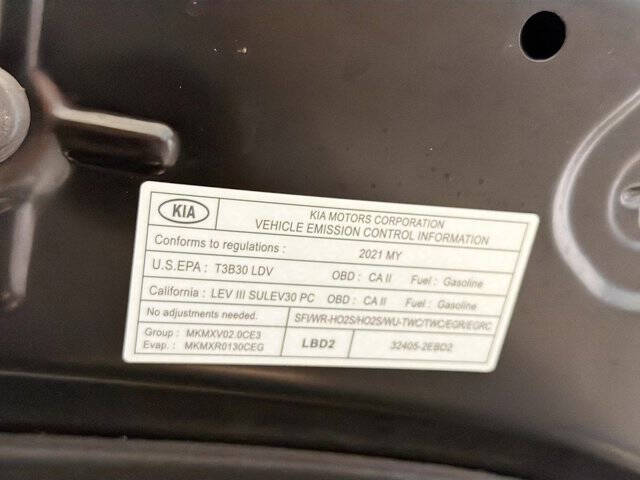 KIA
KIA MOTORS CORPORATION
VEHICLE EMISSION CONTROL INFORMATION
Conforms to regulations : 2021 MY
U.S.EPA : T3B30 LDV OBD : CA II Fuel : Gasoline
California : LEV III SULEV30 PC OBD : CA II Fuel : Gasoline
No adjustments needed. SFI/WR-HO2S/HO2S/WU-TWC/TWC/EGR/EGRC
Group : MKMXV02.0CE3
Evap. : MKMXR0130CEG
LBD2 32405-2EBD2